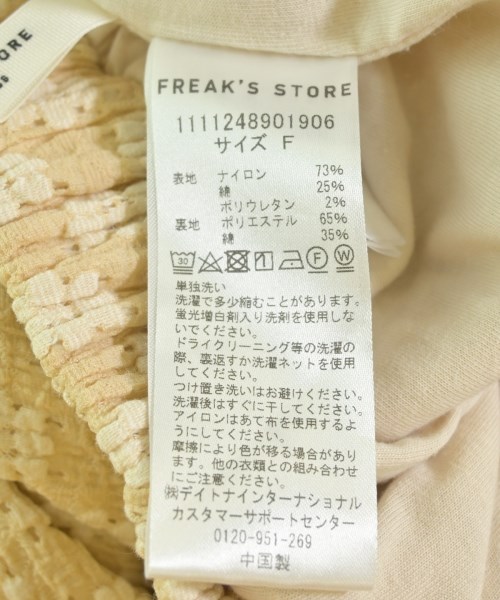 STORE
FREAK'S STORE
1111248901906
サイズ F
表地 ナイロン 73%
綿 25%
ポリウレタン 2%
裏地 ポリエステル 65%
綿 35%
30 F W
単独洗い
洗濯で多少縮むことがあります。
蛍光増白剤入り洗剤を使用しな
いでください。
ドライクリーニング等の洗濯の
際、裏返すか洗濯ネットを使用
してください。
つけ置き洗いはお避けください。
洗濯後はすぐに干してください。
アイロンはあて布を使用するよ
うにしてください。
摩擦により色が移る場合があり
ます。他の衣類との組み合わせ
にご注意ください。
㈱デイトナインターナショナル
カスタマーサポートセンター
0120-951-269
中国製